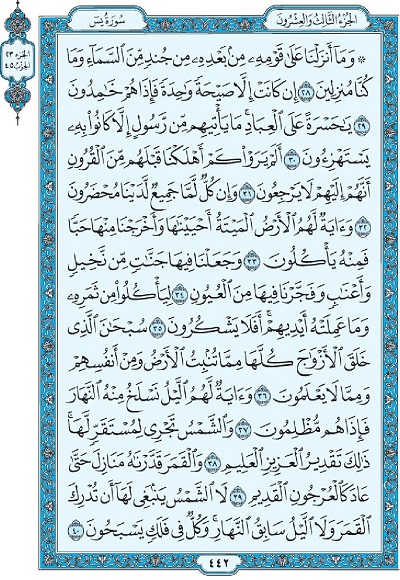 سُورَةُ يسٓ
الجُزْءُ الثَّالِثُ وَالعِشْرُونَ
الجزء ٢٣
الحزب ٤٥
۞ وَمَآ أَنزَلْنَا عَلَىٰ قَوْمِهِۦ مِنۢ بَعْدِهِۦ مِن جُندٍ مِّنَ ٱلسَّمَآءِ وَمَا
كُنَّا مُنزِلِينَ ٢٨ إِن كَانَتْ إِلَّا صَيْحَةً وَٰحِدَةً فَإِذَا هُمْ خَٰمِدُونَ
٢٩ يَٰحَسْرَةً عَلَى ٱلْعِبَادِ ۚ مَا يَأْتِيهِم مِّن رَّسُولٍ إِلَّا كَانُوا۟ بِهِۦ
يَسْتَهْزِءُونَ ٣٠ أَلَمْ يَرَوْا۟ كَمْ أَهْلَكْنَا قَبْلَهُم مِّنَ ٱلْقُرُونِ
أَنَّهُمْ إِلَيْهِمْ لَا يَرْجِعُونَ ٣١ وَإِن كُلٌّ لَّمَّا جَمِيعٌ لَّدَيْنَا مُحْضَرُونَ
٣٢ وَءَايَةٌ لَّهُمُ ٱلْأَرْضُ ٱلْمَيْتَةُ أَحْيَيْنَٰهَا وَأَخْرَجْنَا مِنْهَا حَبًّا
فَمِنْهُ يَأْكُلُونَ ٣٣ وَجَعَلْنَا فِيهَا جَنَّٰتٍ مِّن نَّخِيلٍ
وَأَعْنَٰبٍ وَفَجَّرْنَا فِيهَا مِنَ ٱلْعُيُونِ ٣٤ لِيَأْكُلُوا۟ مِن ثَمَرِهِۦ
وَمَا عَمِلَتْهُ أَيْدِيهِمْ ۖ أَفَلَا يَشْكُرُونَ ٣٥ سُبْحَٰنَ ٱلَّذِى
خَلَقَ ٱلْأَزْوَٰجَ كُلَّهَا مِمَّا تُنۢبِتُ ٱلْأَرْضُ وَمِنْ أَنفُسِهِمْ
وَمِمَّا لَا يَعْلَمُونَ ٣٦ وَءَايَةٌ لَّهُمُ ٱلَّيْلُ نَسْلَخُ مِنْهُ ٱلنَّهَارَ
فَإِذَا هُم مُّظْلِمُونَ ٣٧ وَٱلشَّمْسُ تَجْرِى لِمُسْتَقَرٍّ لَّهَا ۚ
ذَٰلِكَ تَقْدِيرُ ٱلْعَزِيزِ ٱلْعَلِيمِ ٣٨ وَٱلْقَمَرَ قَدَّرْنَٰهُ مَنَازِلَ حَتَّىٰ
عَادَ كَٱلْعُرْجُونِ ٱلْقَدِيمِ ٣٩ لَا ٱلشَّمْسُ يَنۢبَغِى لَهَآ أَن تُدْرِكَ
ٱلْقَمَرَ وَلَا ٱلَّيْلُ سَابِقُ ٱلنَّهَارِ ۚ وَكُلٌّ فِى فَلَكٍ يَسْبَحُونَ ٤٠
٤٤٢